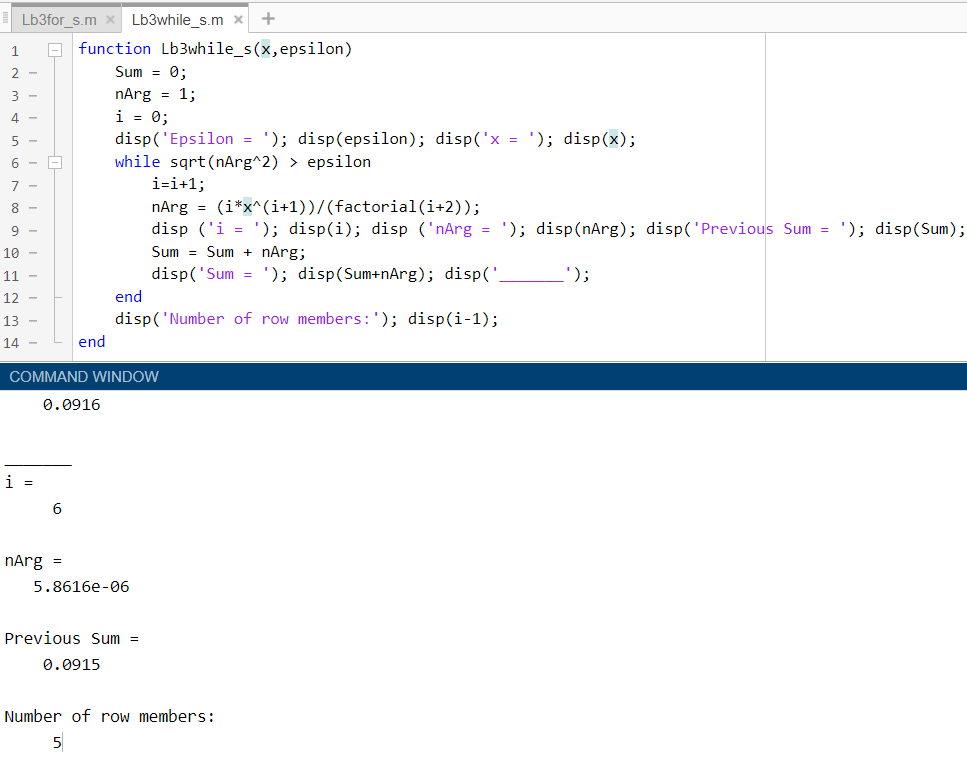 Lb3for_s.m × Lb3while_s.m × +
1 function Lb3while_s(x,epsilon)
2 – Sum = 0;
3 – nArg = 1;
4 – i = 0;
5 – disp('Epsilon = '); disp(epsilon); disp('x = '); disp(x);
6 – while sqrt(nArg^2) > epsilon
7 – i=i+1;
8 – nArg = (i*x^(i+1))/(factorial(i+2));
9 – disp ('i = '); disp(i); disp ('nArg = '); disp(nArg); disp('Previous Sum = '); disp(Sum);
10 – Sum = Sum + nArg;
11 – disp('Sum = '); disp(Sum+nArg); disp('_______');
12 – end
13 – disp('Number of row members:'); disp(i-1);
14 – end
COMMAND WINDOW
0.0916
_______
i =
6
nArg =
5.8616e-06
Previous Sum =
0.0915
Number of row members:
5